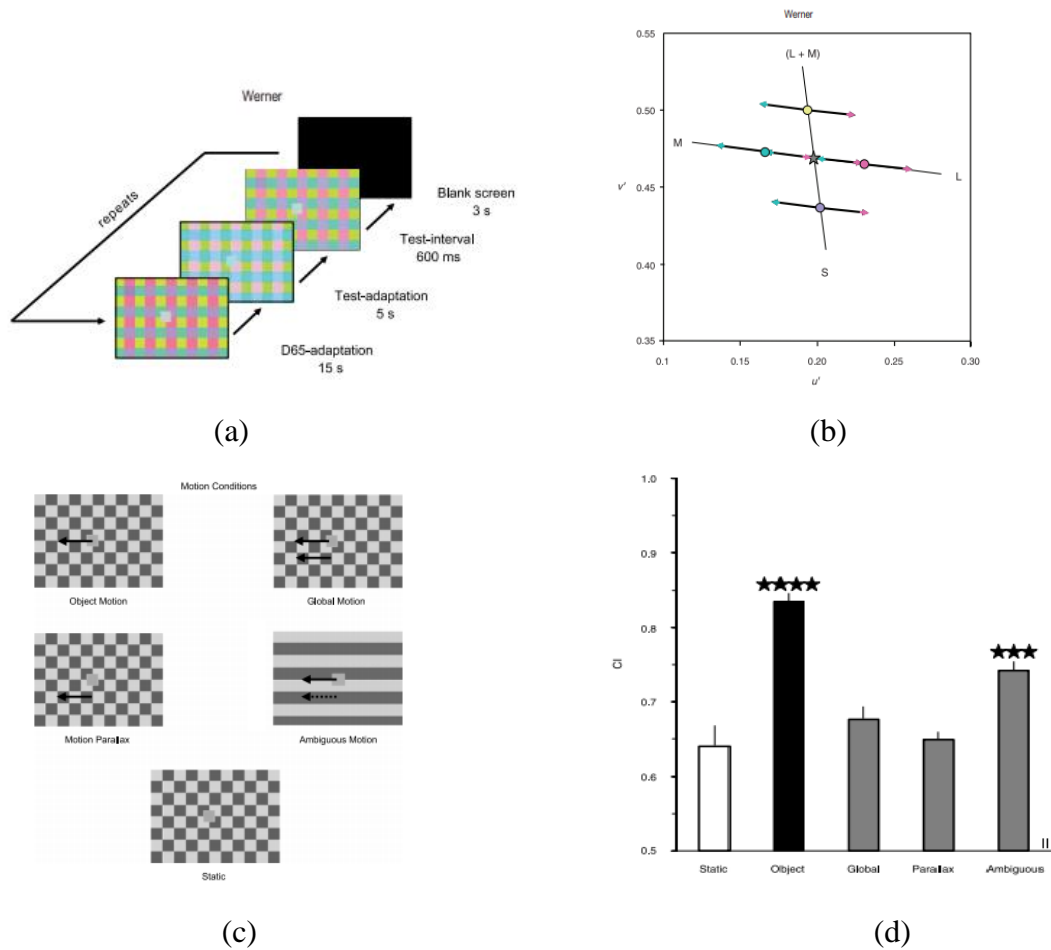 Werner
repeats
Blank screen
3 s
Test-interval
600 ms
Test-adaptation
5 s
D65-adaptation
15 s
(a)
Werner
0.55
0.50
0.45
0.40
0.35
v'
(L + M)
M
L
S
0.1
0.15
0.20
0.25
0.30
u'
(b)
Motion Conditions
Object Motion
Global Motion
Motion Parallax
Ambiguous Motion
Static
(c)
1.0
0.9
0.8
0.7
0.6
0.5
CI
★★★★
★★★
II
Static
Object
Global
Parallax
Ambiguous
(d)